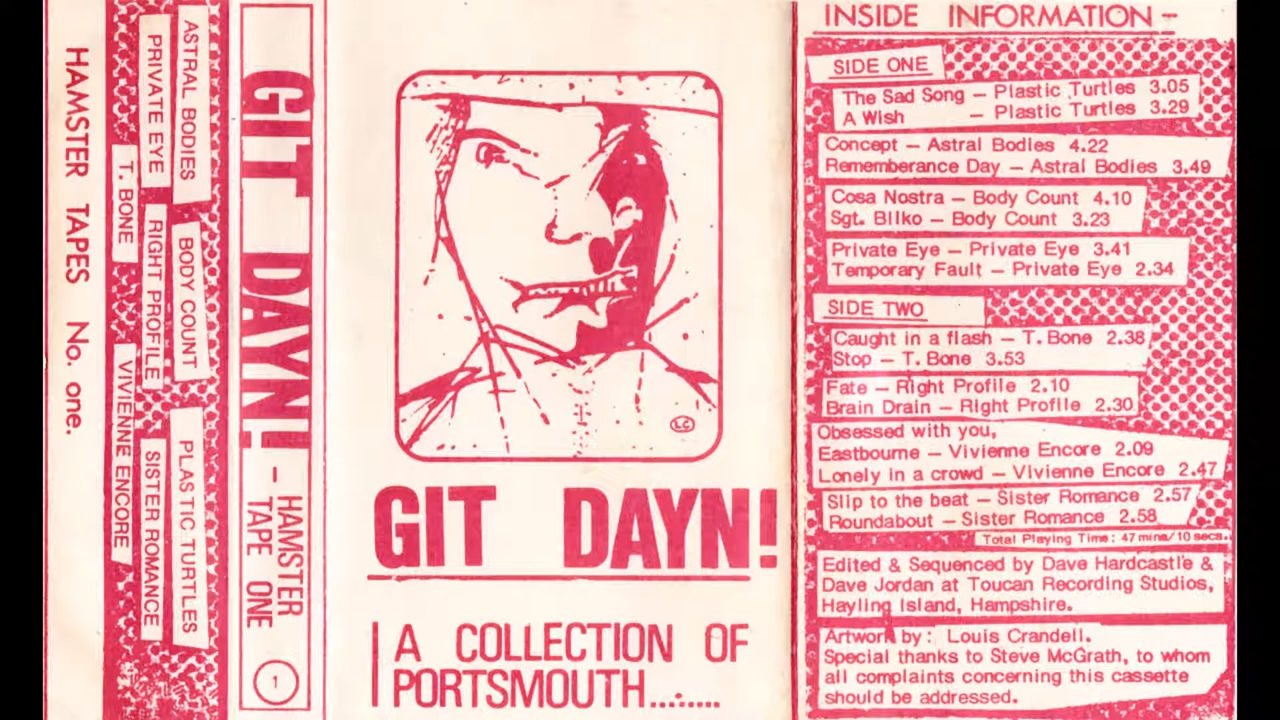 HAMSTER TAPES No. one.
ASTRAL BODIES
PRIVATE EYE
T. BONE
BODY COUNT
RIGHT PROFILE
VIVIENNE ENCORE
PLASTIC TURTLES
SISTER ROMANCE
GIT DAYN! - HAMSTER TAPE ONE
1
LC
GIT DAYN!
A COLLECTION OF
PORTSMOUTH........
INSIDE INFORMATION -
SIDE ONE
The Sad Song - Plastic Turtles 3.05
A Wish - Plastic Turtles 3.29
Concept - Astral Bodies 4.22
Rememberance Day - Astral Bodies 3.49
Cosa Nostra - Body Count 4.10
Sgt. Bilko - Body Count 3.23
Private Eye - Private Eye 3.41
Temporary Fault - Private Eye 2.34
SIDE TWO
Caught in a flash - T. Bone 2.38
Stop - T. Bone 3.53
Fate - Right Profile 2.10
Brain Drain - Right Profile 2.30
Obsessed with you,
Eastbourne - Vivienne Encore 2.09
Lonely in a crowd - Vivienne Encore 2.47
Slip to the beat - Sister Romance 2.57
Roundabout - Sister Romance 2.58
Total Playing Time: 47 mins/10 secs.
Edited & Sequenced by Dave Hardcastle &
Dave Jordan at Toucan Recording Studios,
Hayling Island, Hampshire.
Artwork by: Louis Crandell.
Special thanks to Steve McGrath, to whom
all complaints concerning this cassette
should be addressed.